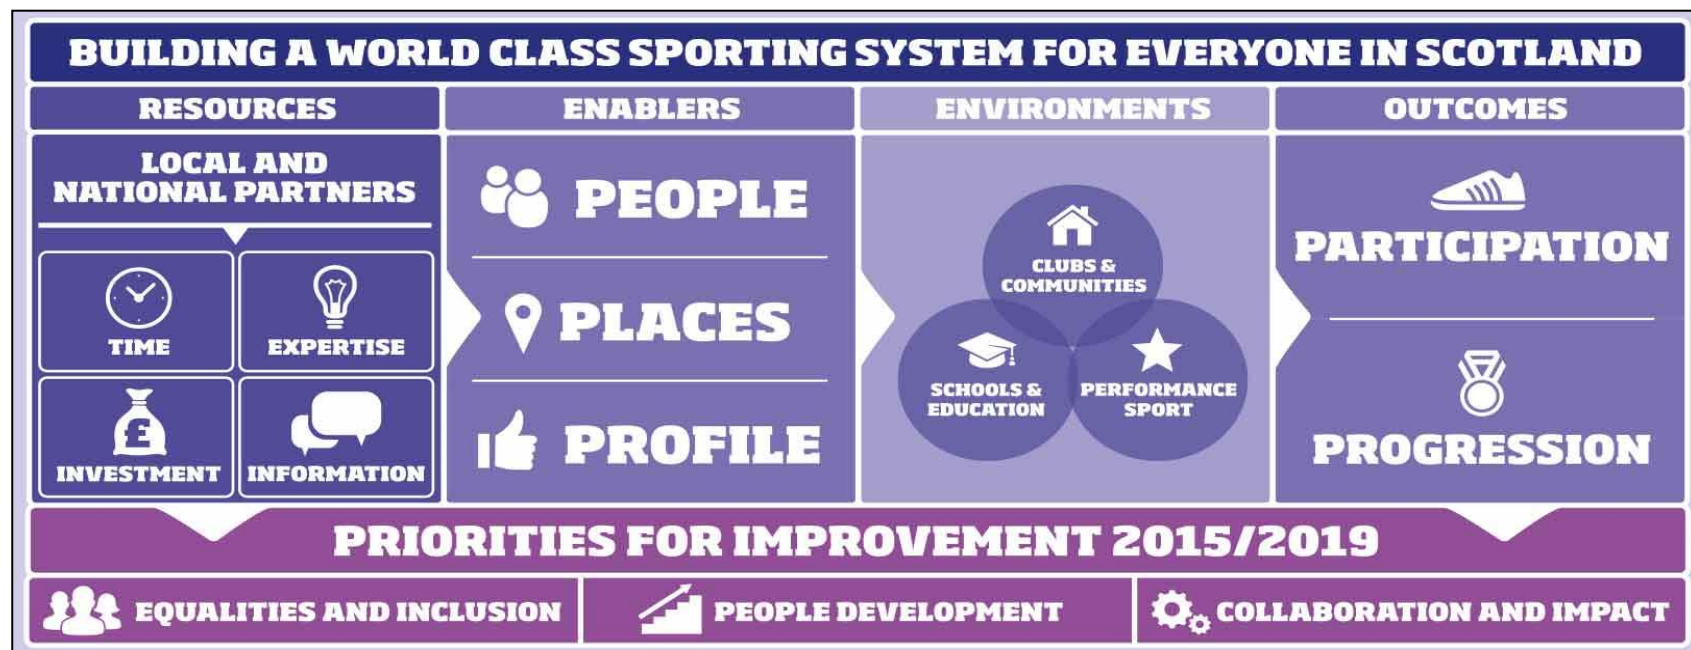 BUILDING A WORLD CLASS SPORTING SYSTEM FOR EVERYONE IN SCOTLAND
RESOURCES
LOCAL AND
NATIONAL PARTNERS
TIME
EXPERTISE
£
INVESTMENT
INFORMATION
ENABLERS
PEOPLE
PLACES
PROFILE
ENVIRONMENTS
CLUBS &
COMMUNITIES
SCHOOLS &
EDUCATION
PERFORMANCE
SPORT
OUTCOMES
PARTICIPATION
PROGRESSION
PRIORITIES FOR IMPROVEMENT 2015/2019
EQUALITIES AND INCLUSION
PEOPLE DEVELOPMENT
COLLABORATION AND IMPACT